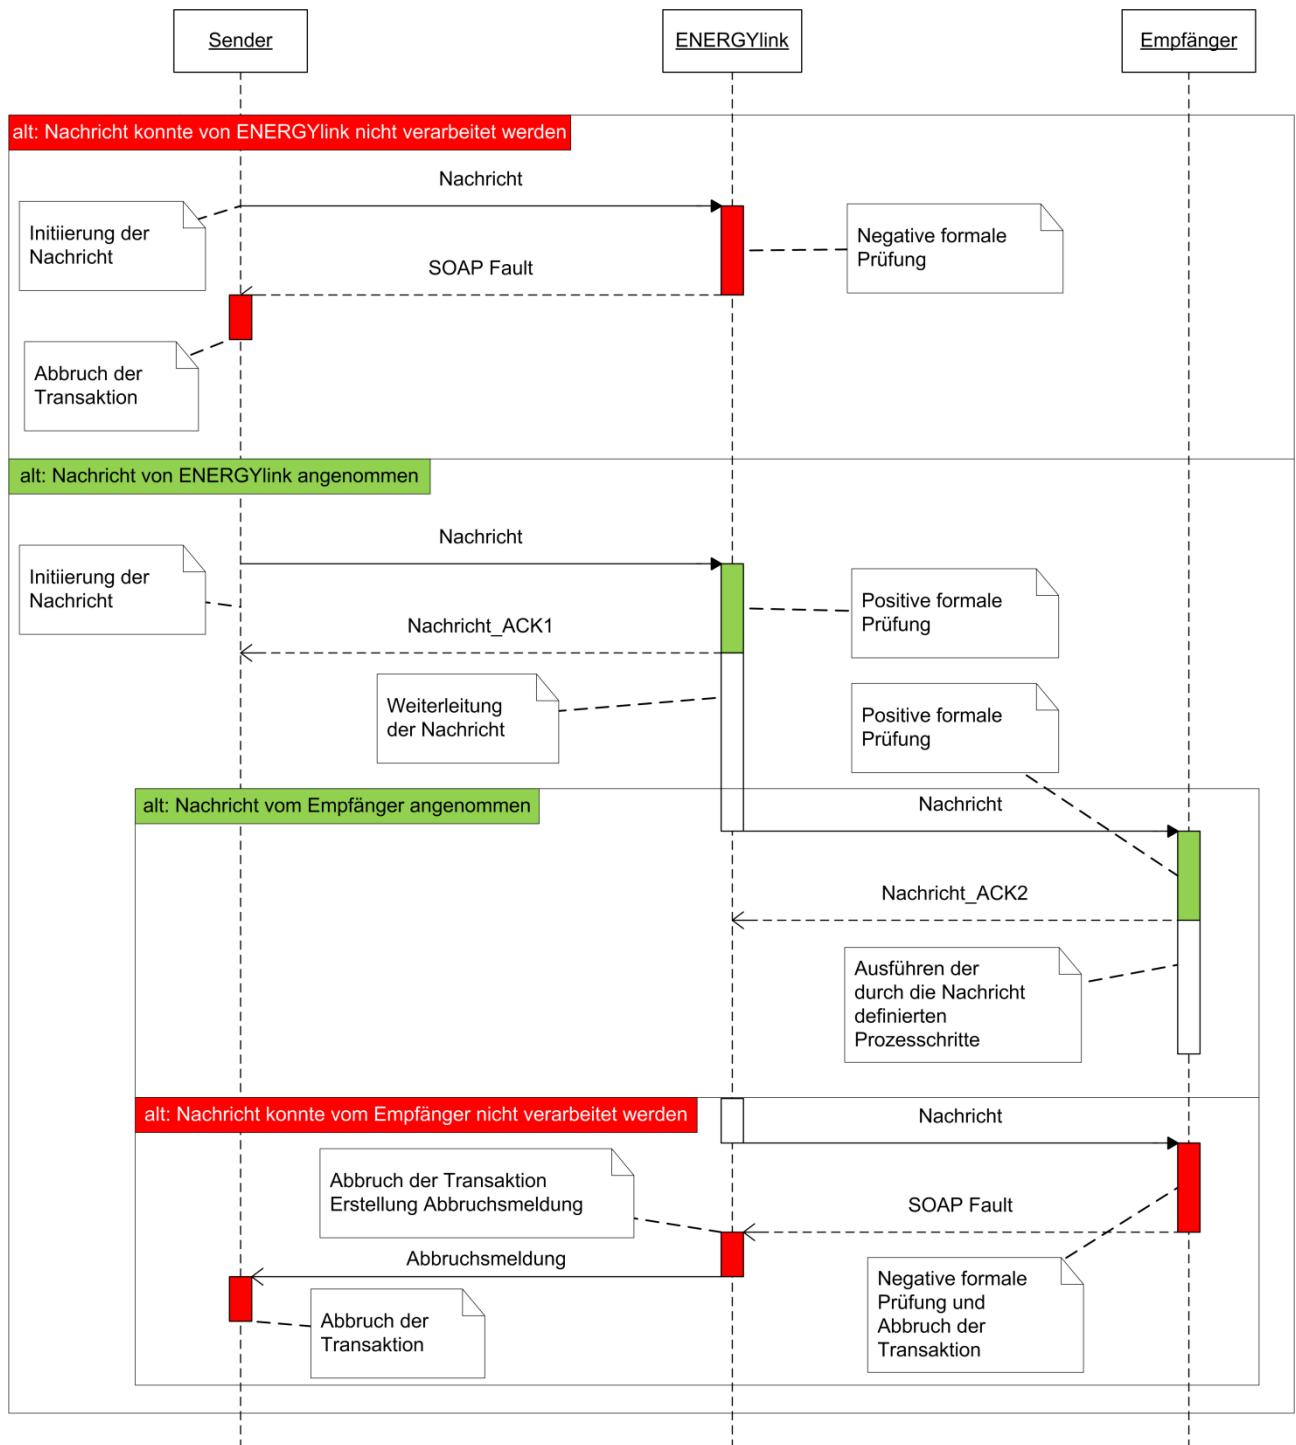 Sender
ENERGYlink
Empfänger
alt: Nachricht konnte von ENERGYlink nicht verarbeitet werden
Nachricht
Initiierung der
Nachricht
Negative formale
Prüfung
SOAP Fault
Abbruch der
Transaktion
alt: Nachricht von ENERGYlink angenommen
Nachricht
Initiierung der
Nachricht
Positive formale
Prüfung
Nachricht_ACK1
Weiterleitung
der Nachricht
Positive formale
Prüfung
alt: Nachricht vom Empfänger angenommen
Nachricht
Nachricht_ACK2
Ausführen der
durch die Nachricht
definierten
Prozesschritte
alt: Nachricht konnte vom Empfänger nicht verarbeitet werden
Nachricht
Abbruch der Transaktion
Erstellung Abbruchsmeldung
SOAP Fault
Abbruchsmeldung
Negative formale
Prüfung und
Abbruch der
Transaktion
Abbruch der
Transaktion